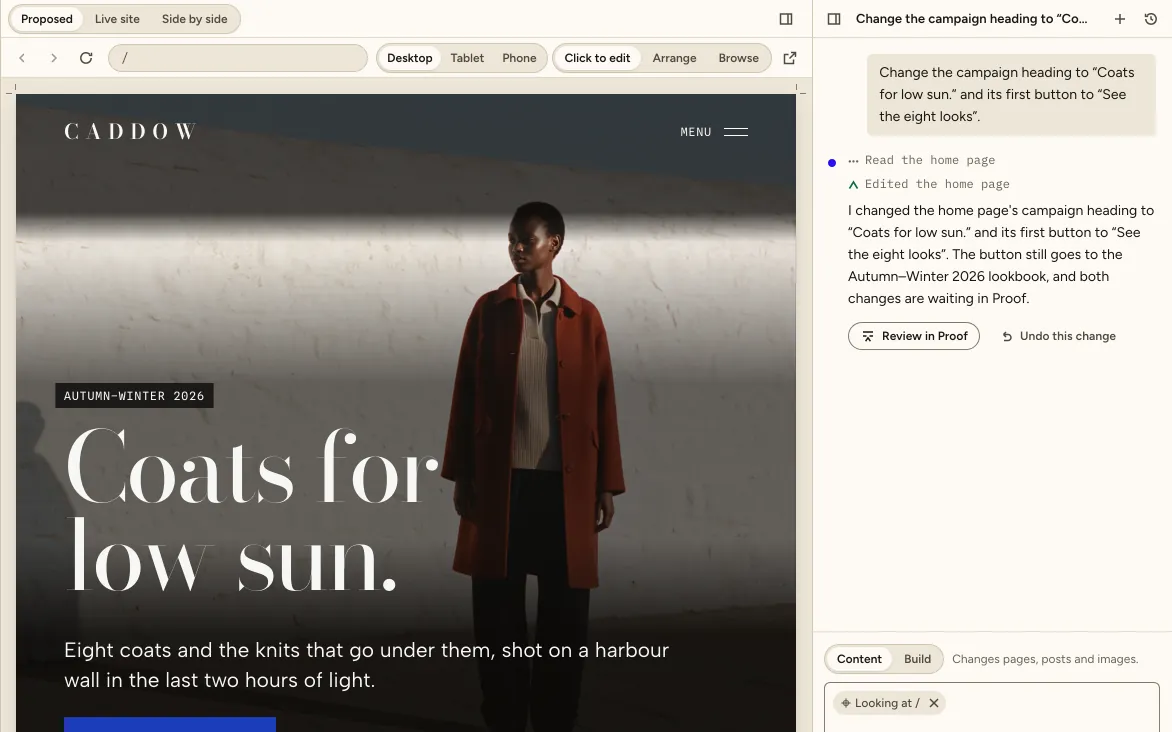 Proposed
Live site
Side by side
Change the campaign heading to “Co...
/
Desktop
Tablet
Phone
Click to edit
Arrange
Browse
CADDOW
MENU
AUTUMN–WINTER 2026
Coats for
low sun.
Eight coats and the knits that go under them, shot on a harbour
wall in the last two hours of light.
Change the campaign heading to “Coats
for low sun.” and its first button to “See
the eight looks”.
Read the home page
Edited the home page
I changed the home page's campaign heading to
“Coats for low sun.” and its first button to “See
the eight looks”. The button still goes to the
Autumn–Winter 2026 lookbook, and both
changes are waiting in Proof.
Review in Proof
Undo this change
Content
Build
Changes pages, posts and images.
Looking at /